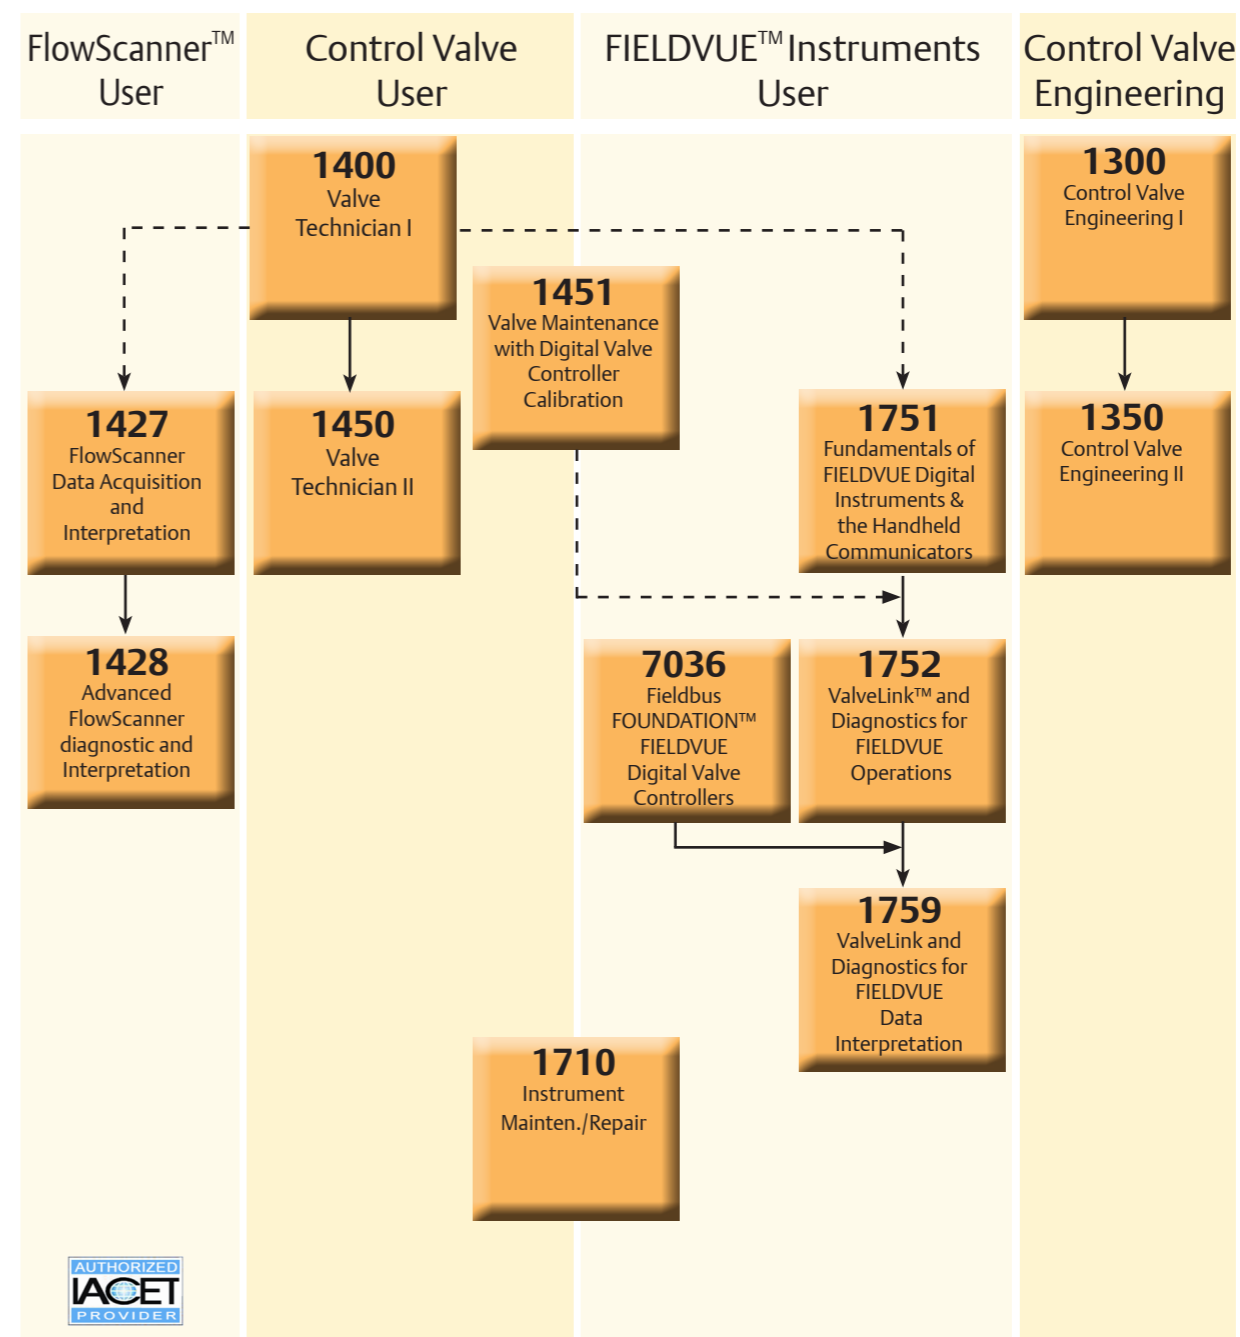 FlowScanner™
User
Control Valve
User
FIELDVUE™ Instruments
User
Control Valve
Engineering
1400
Valve
Technician I
1300
Control Valve
Engineering I
1451
Valve Maintenance
with Digital Valve
Controller
Calibration
1427
FlowScanner
Data Acquisition
and
Interpretation
1450
Valve
Technician II
1751
Fundamentals of
FIELDVUE Digital
Instruments &
the Handheld
Communicators
1350
Control Valve
Engineering II
1428
Advanced
FlowScanner
diagnostic and
Interpretation
7036
Fieldbus
FOUNDATION™
FIELDVUE
Digital Valve
Controllers
1752
ValveLink™ and
Diagnostics for
FIELDVUE
Operations
1759
ValveLink and
Diagnostics for
FIELDVUE
Data
Interpretation
1710
Instrument
Mainten./Repair
AUTHORIZED
IACET
PROVIDER